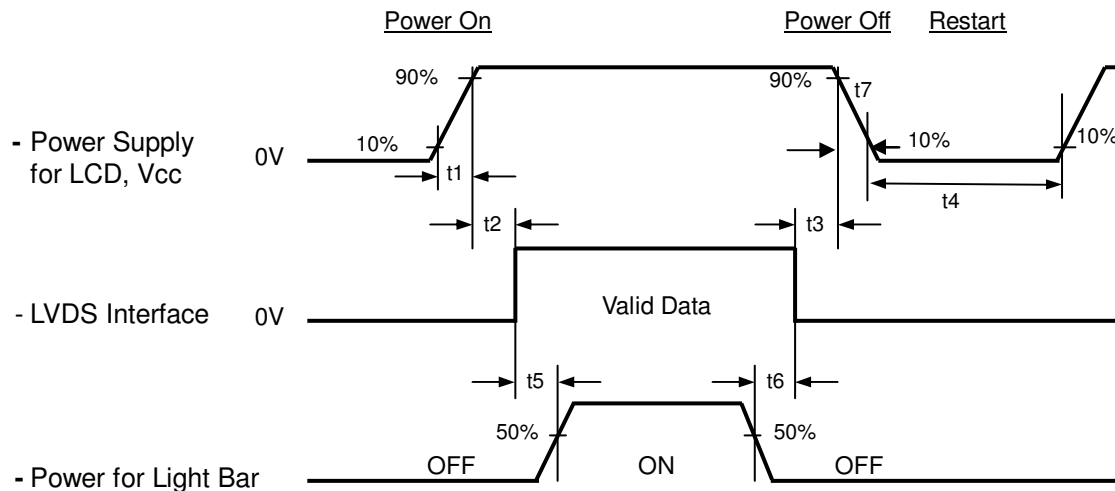 Power On
Power Off
Restart
90%
90%
t7
- Power Supply
for LCD, Vcc
0V
10%
10%
10%
t1
t4
t2
t3
- LVDS Interface
0V
Valid Data
t5
t6
50%
50%
- Power for Light Bar
OFF
ON
OFF